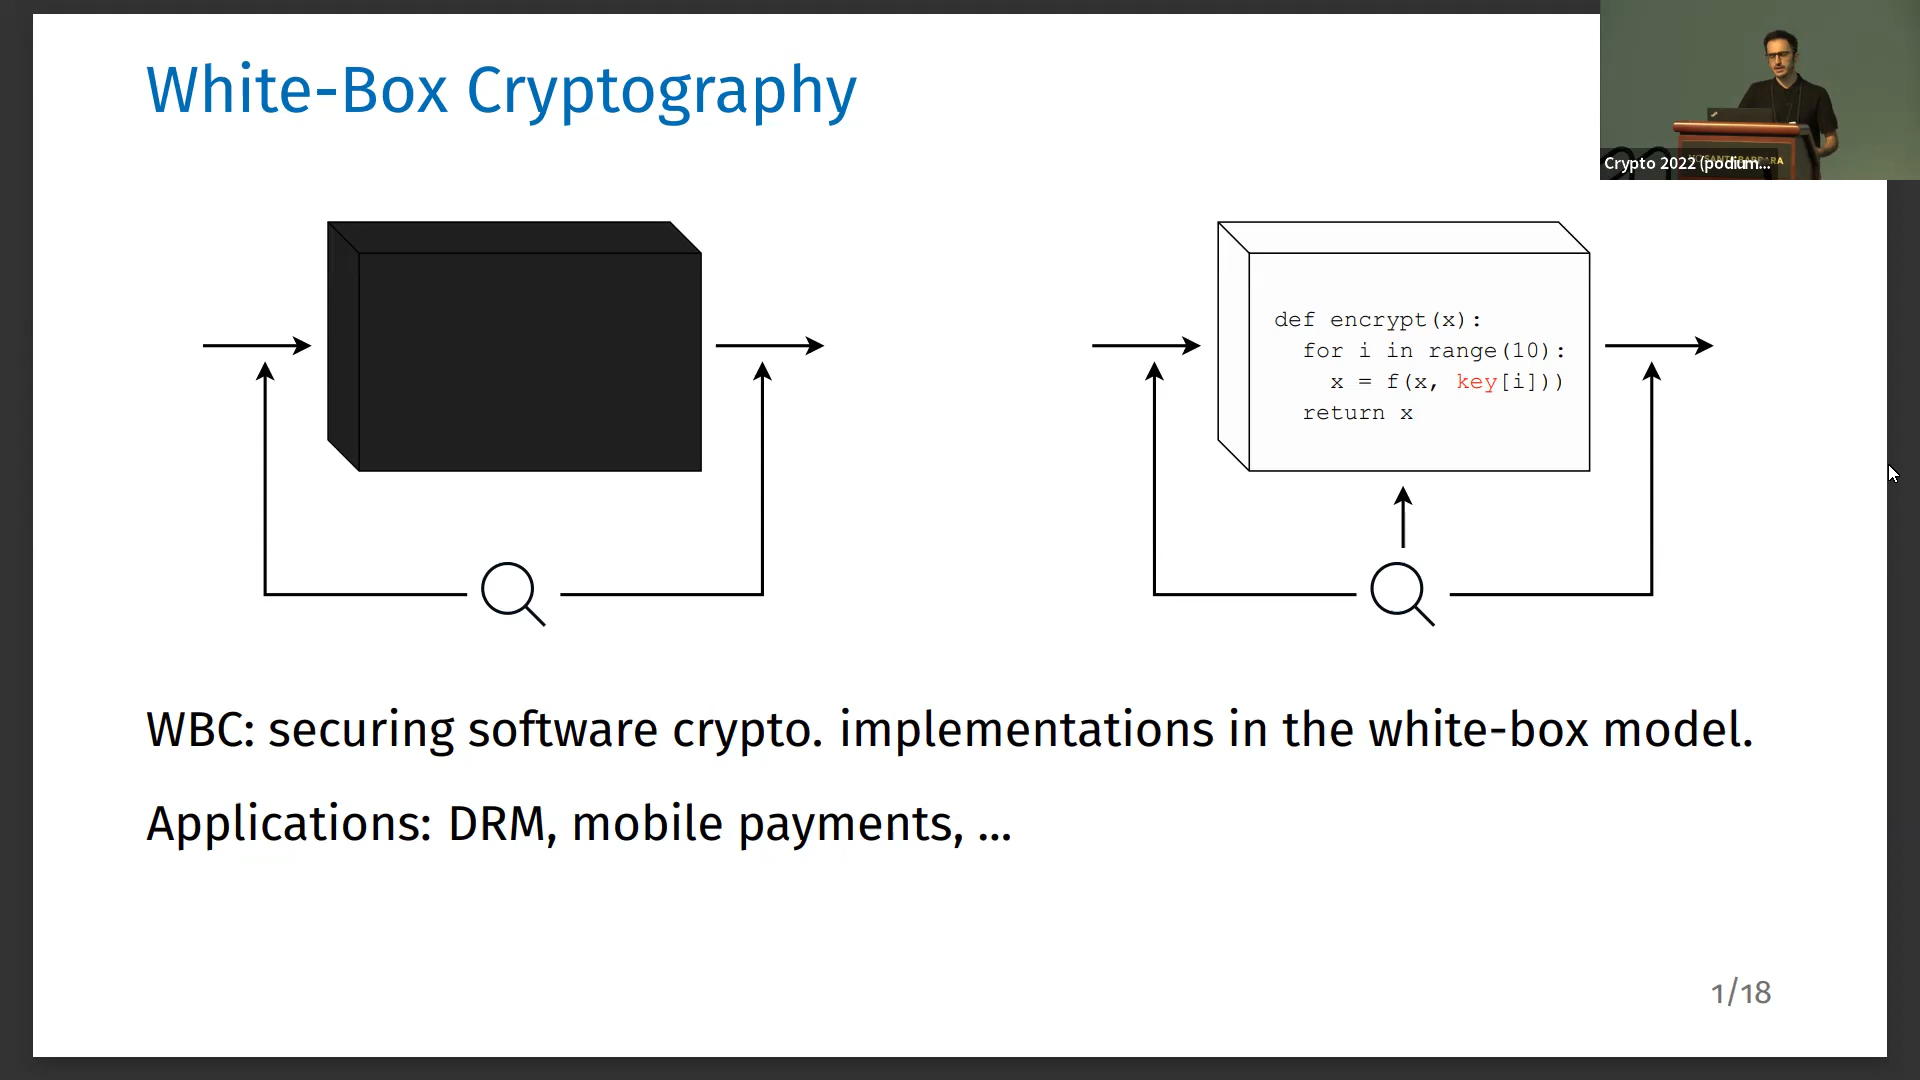 White-Box Cryptography
Crypto 2022 (podium...
def encrypt(x):
for i in range(10):
x = f(x, key[i]))
return x
WBC: securing software crypto. implementations in the white-box model.
Applications: DRM, mobile payments, ...
1/18